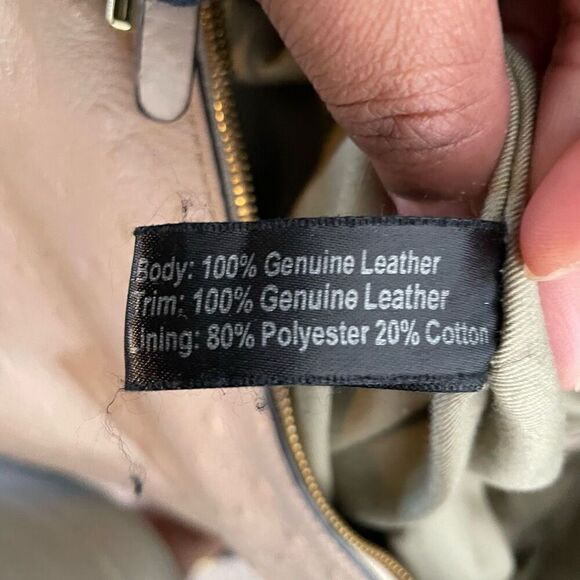 Body: 100% Genuine Leather
Trim: 100% Genuine Leather
Lining: 80% Polyester 20% Cotton